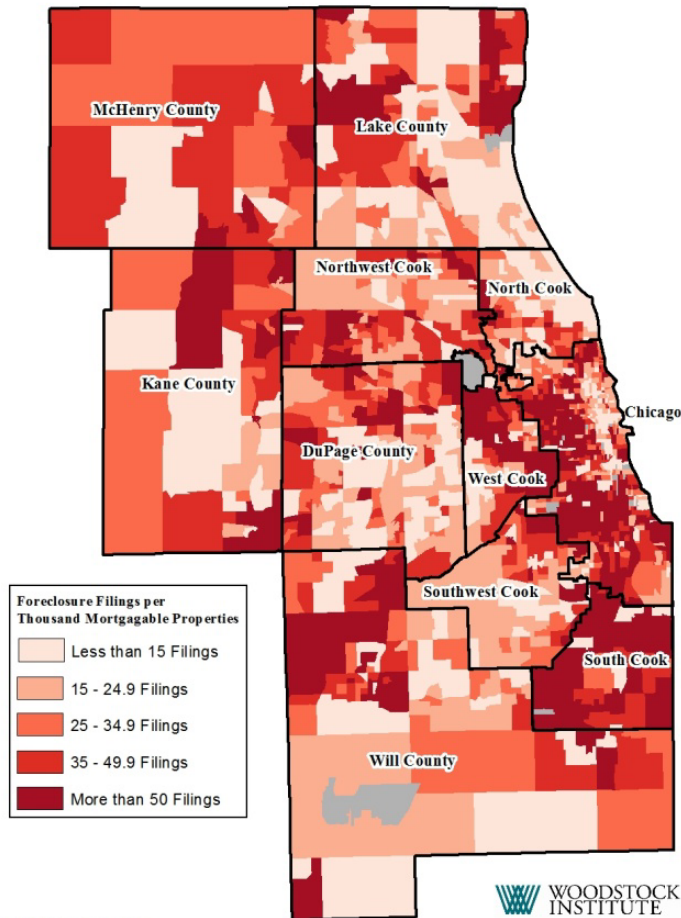 McHenry County
Lake County
Northwest Cook
North Cook
Kane County
Chicago
DuPage County
West Cook
Southwest Cook
South Cook
Will County
Foreclosure Filings per
Thousand Mortgagable Properties
Less than 15 Filings
15 - 24.9 Filings
25 - 34.9 Filings
35 - 49.9 Filings
More than 50 Filings
WOODSTOCK
INSTITUTE